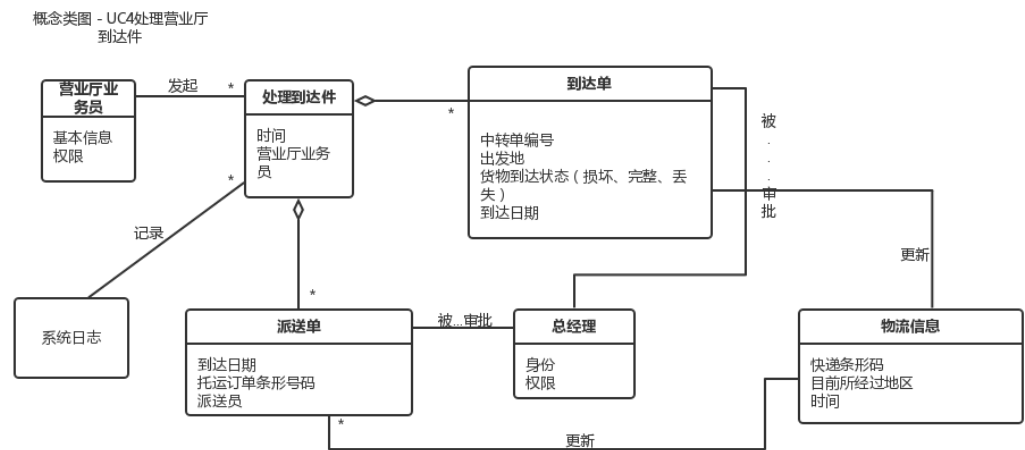 概念类图 - UC4处理营业厅
到达件
营业厅业
务员
基本信息
权限
发起
*
处理到达件
时间
营业厅业务
员
*
*
到达单
中转单编号
出发地
货物到达状态（损坏、完整、丢
失）
到达日期
被
.
.
.
审
批
更新
记录
系统日志
*
派送单
到达日期
托运订单条形号码
派送员
被...审批
总经理
身份
权限
物流信息
快递条形码
目前所经过地区
时间
*
更新